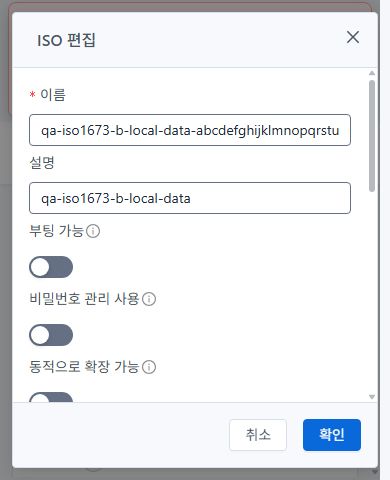 ISO 편집
* 이름
qa-iso1673-b-local-data-abcdefghijklmnopqrstu
설명
qa-iso1673-b-local-data
부팅 가능
비밀번호 관리 사용
동적으로 확장 가능
취소 확인